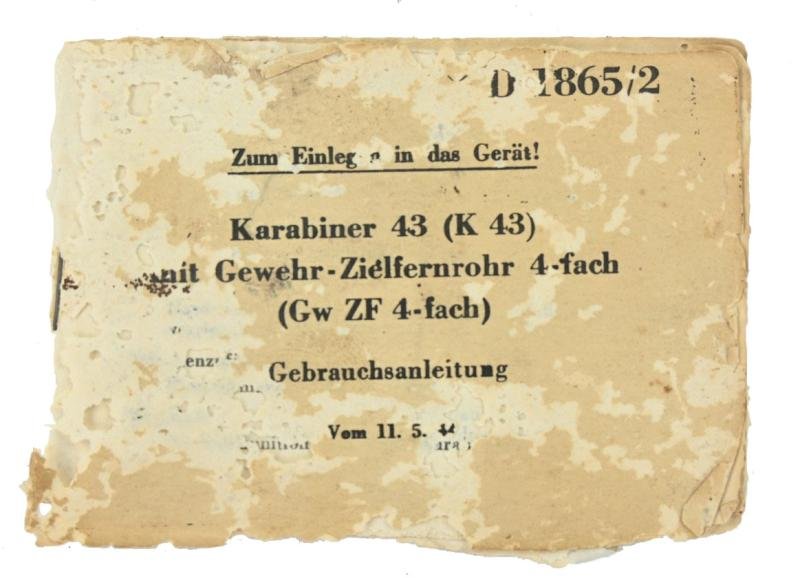 D 1865/2
Zum Einleg n in das Gerät!
Karabiner 43 (K 43)
mit Gewehr-Zielfernrohr 4-fach
(Gw ZF 4-fach)
Gebrauchsanleitung
Vom 11. 5. 44